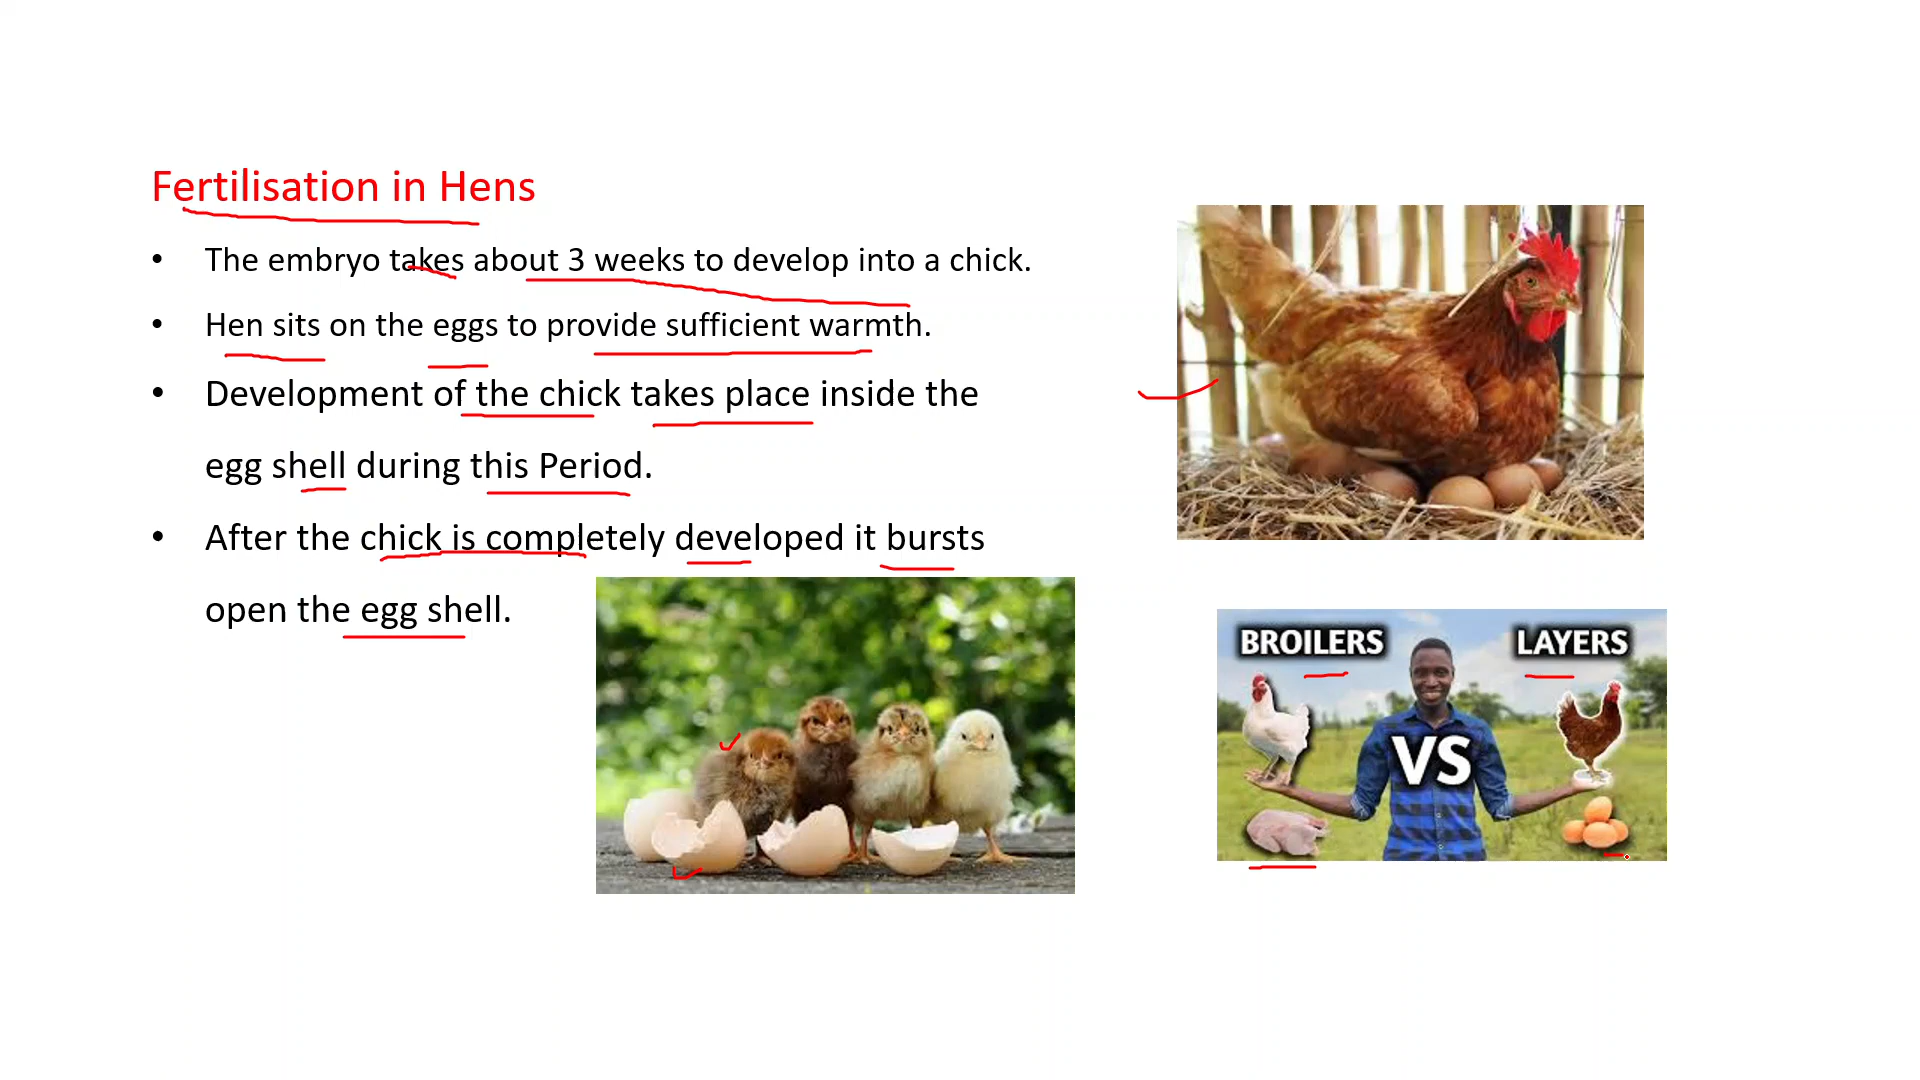 Fertilisation in Hens
• The embryo takes about 3 weeks to develop into a chick.
• Hen sits on the eggs to provide sufficient warmth.
• Development of the chick takes place inside the
egg shell during this Period.
• After the chick is completely developed it bursts
open the egg shell.
BROILERS
LAYERS
VS